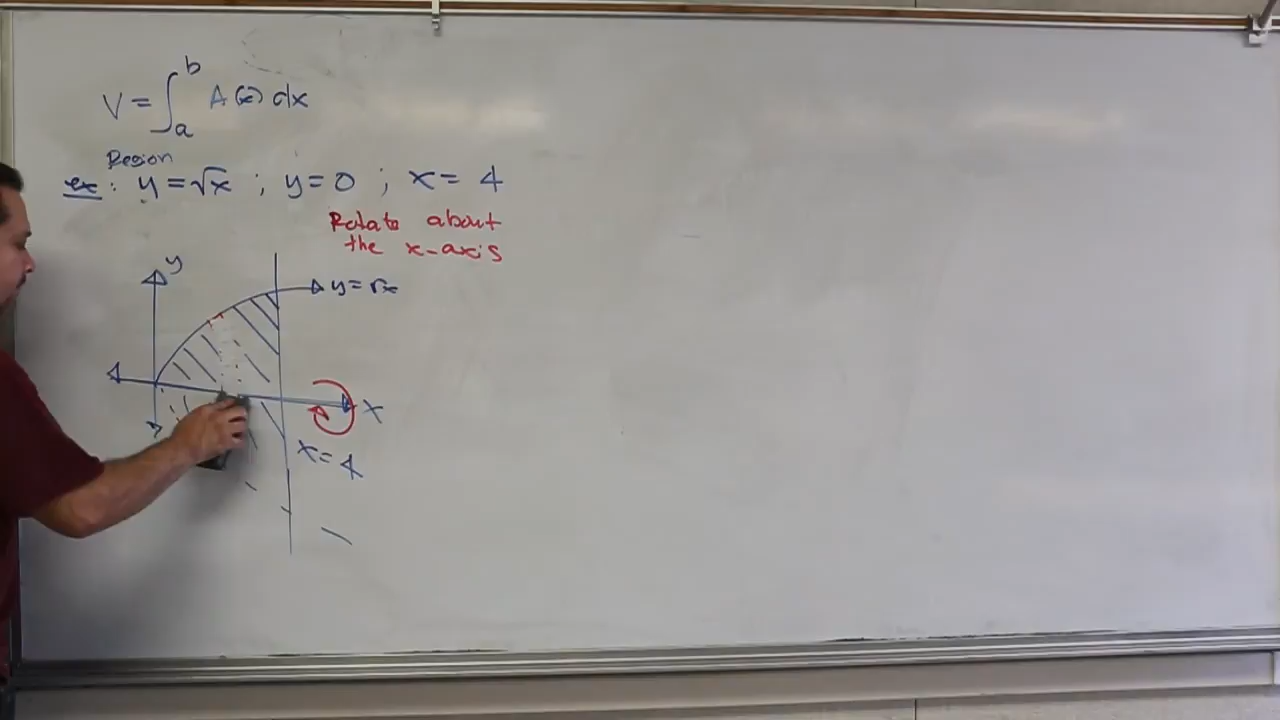 V = ∫_a^b A(x) dx
Region
ex: y = √x ; y = 0 ; x = 4
Rotate about
the x-axis
y
y = √x
x
x = 4